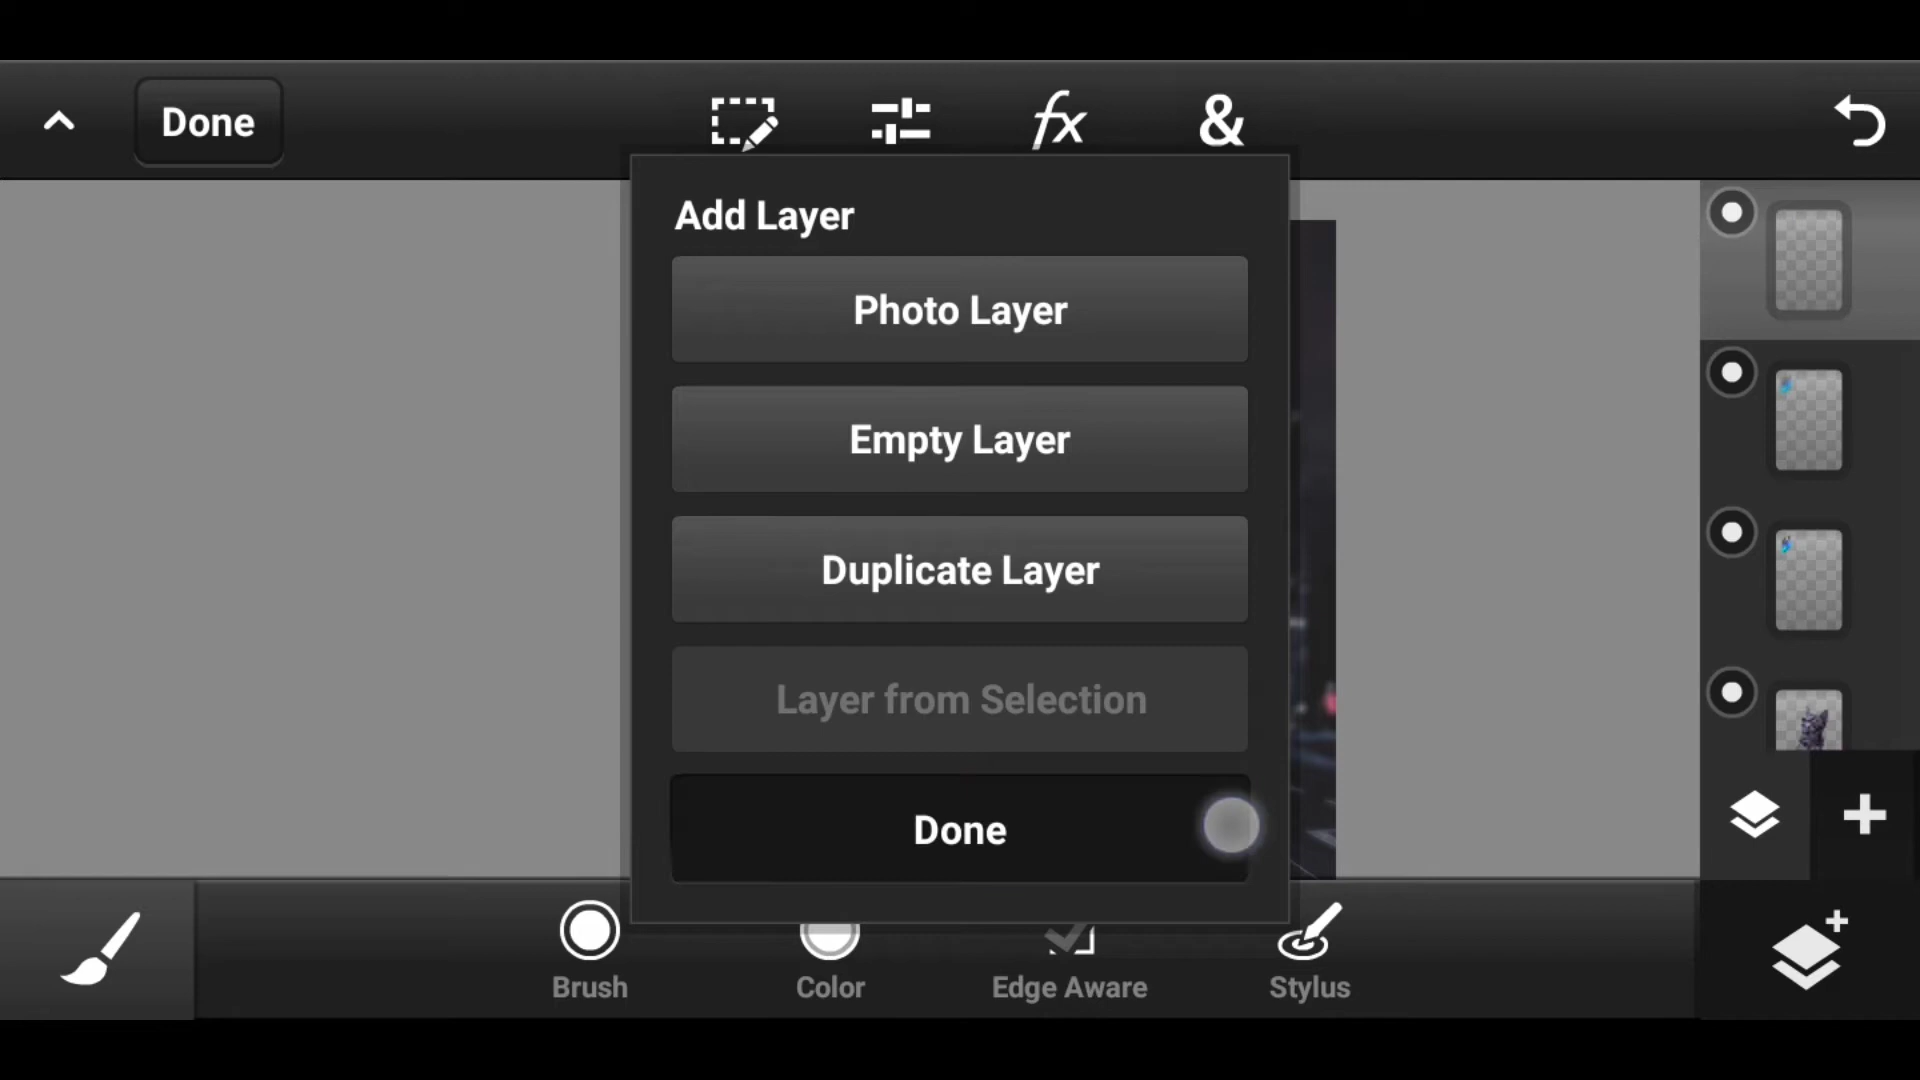 Done
fx
&
Add Layer
Photo Layer
Empty Layer
Duplicate Layer
Layer from Selection
Done
Brush
Color
Edge Aware
Stylus